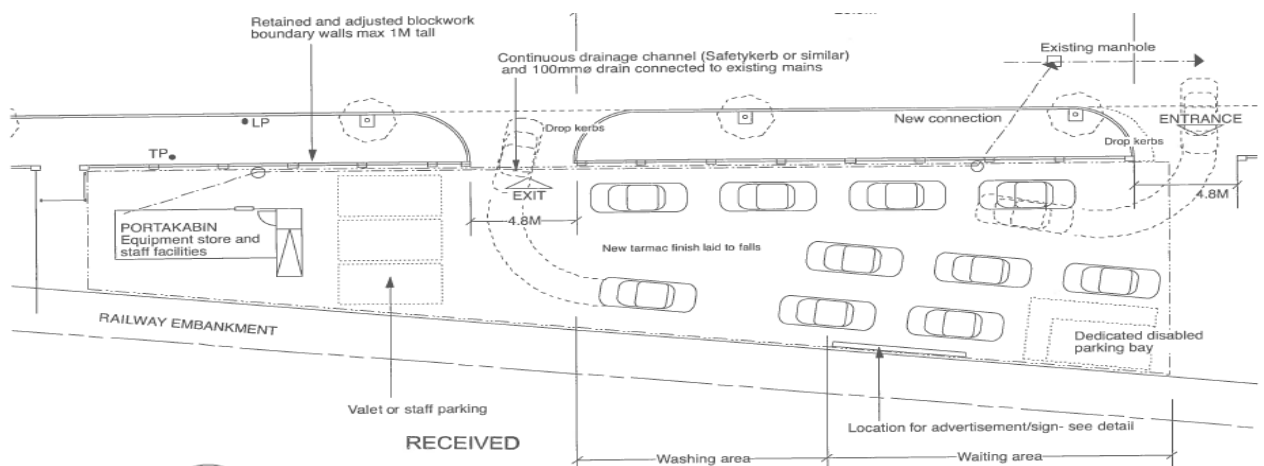 Retained and adjusted blockwork
boundary walls max 1M tall
Continuous drainage channel (Safetykerb or similar)
and 100mmø drain connected to existing mains
Existing manhole
LP
TP
Drop kerbs
New connection
ENTRANCE
Drop kerbs
EXIT
4.8M
4.8M
PORTAKABIN
Equipment store and
staff facilities
New tarmac finish laid to falls
RAILWAY EMBANKMENT
Dedicated disabled
parking bay
Valet or staff parking
Location for advertisement/sign- see detail
RECEIVED
Washing area
Waiting area